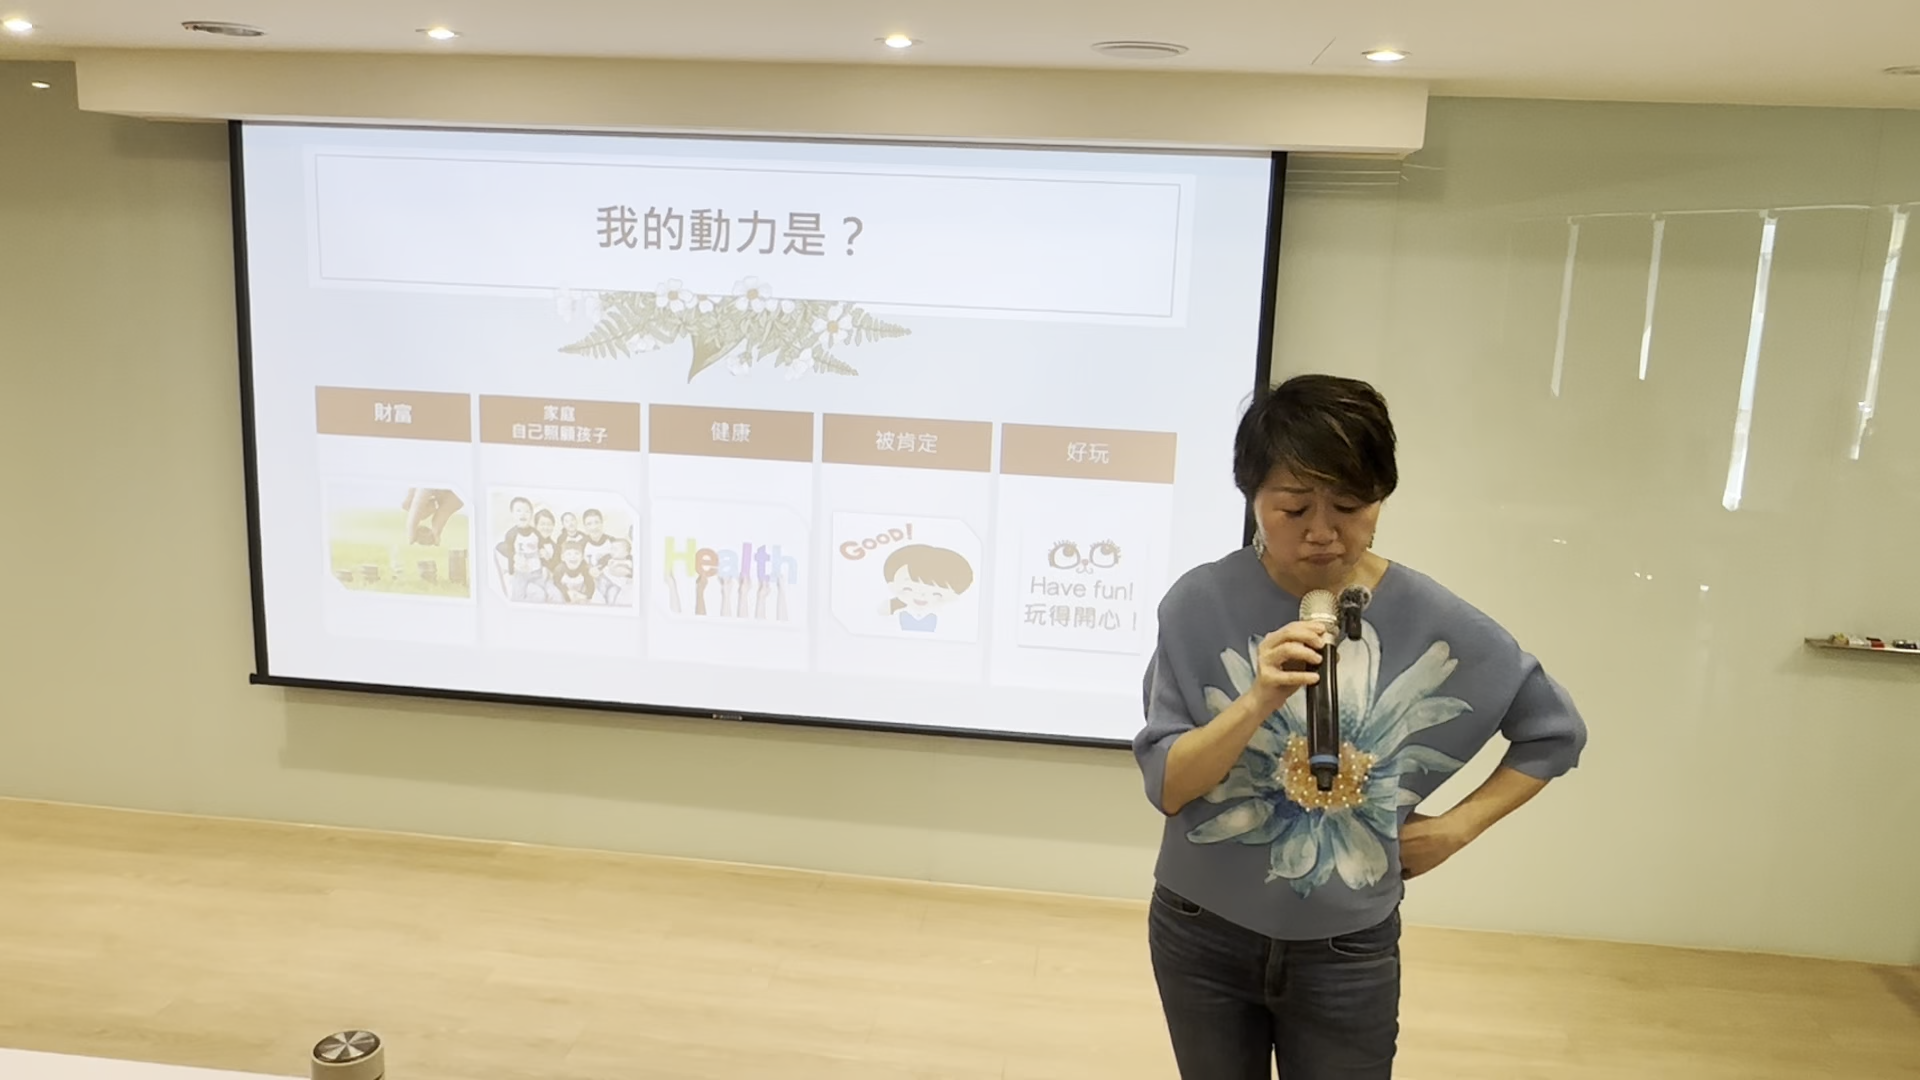 我的動力是？
財富
家庭
自己照顧孩子
健康
被肯定
好玩
Health
GOOD!
Have fun!
玩得開心！